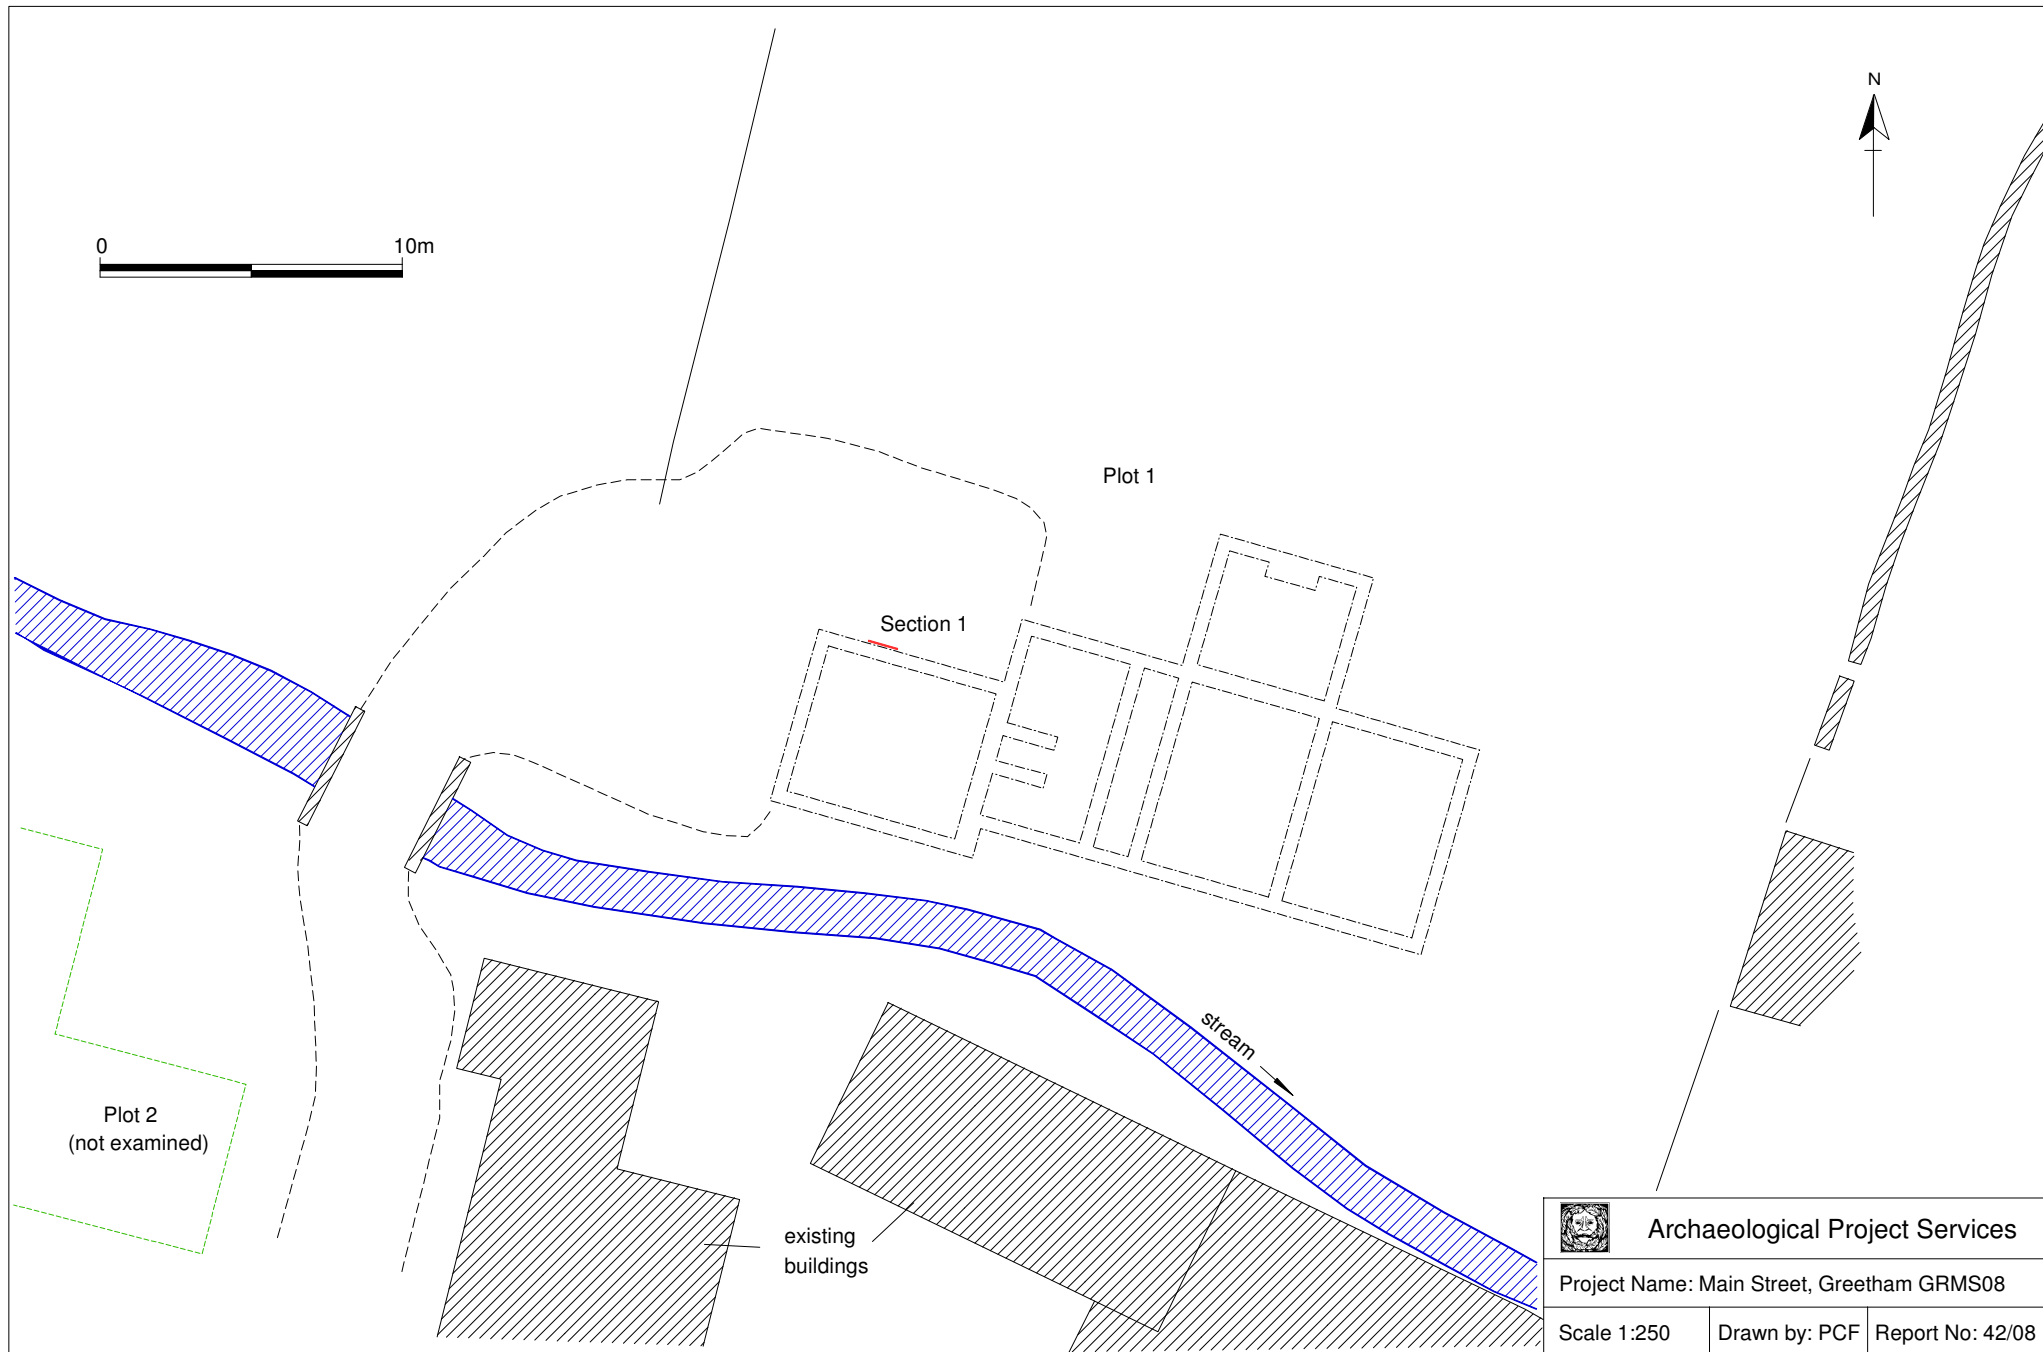 N
0 10m
Plot 1
Section 1
stream
Plot 2
(not examined)
existing
buildings
Archaeological Project Services
Project Name: Main Street, Greetham GRMS08
Scale 1:250
Drawn by: PCF
Report No: 42/08